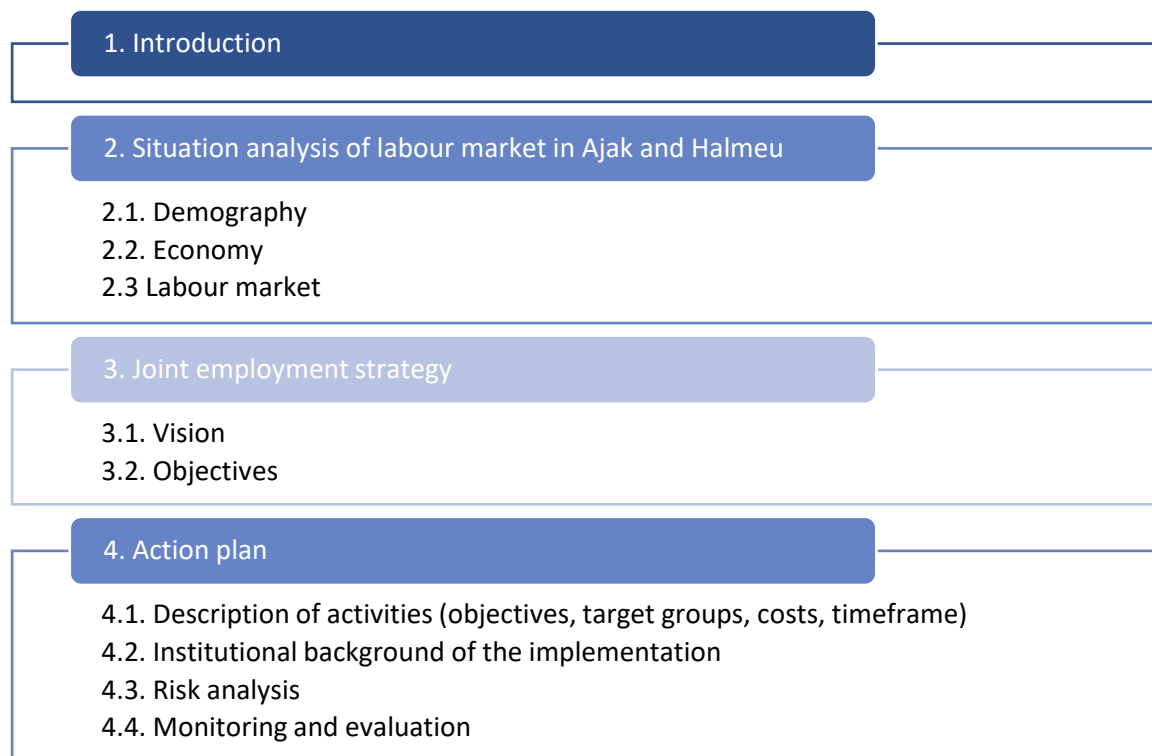 1. Introduction
2. Situation analysis of labour market in Ajak and Halmeu
2.1. Demography
2.2. Economy
2.3 Labour market
3. Joint employment strategy
3.1. Vision
3.2. Objectives
4. Action plan
4.1. Description of activities (objectives, target groups, costs, timeframe)
4.2. Institutional background of the implementation
4.3. Risk analysis
4.4. Monitoring and evaluation